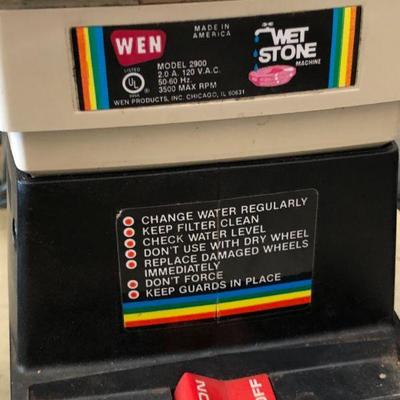 WEN
MADE IN
AMERICA
MODEL 2900
2.0 A. 120 V.A.C.
50-60 Hz.
3500 MAX RPM
LISTED
UL
WEN PRODUCTS, INC. CHICAGO, IL 60631
WET
STONE
MACHINE
CHANGE WATER REGULARLY
KEEP FILTER CLEAN
CHECK WATER LEVEL
DON'T USE WITH DRY WHEEL
REPLACE DAMAGED WHEELS
IMMEDIATELY
DON'T FORCE
KEEP GUARDS IN PLACE
ON
OFF